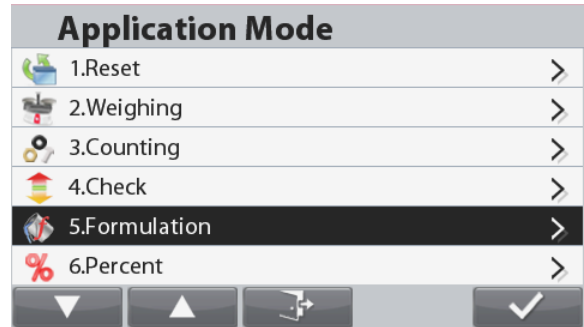 Application Mode
1.Reset
2.Weighing
3.Counting
4.Check
5.Formulation
6.Percent